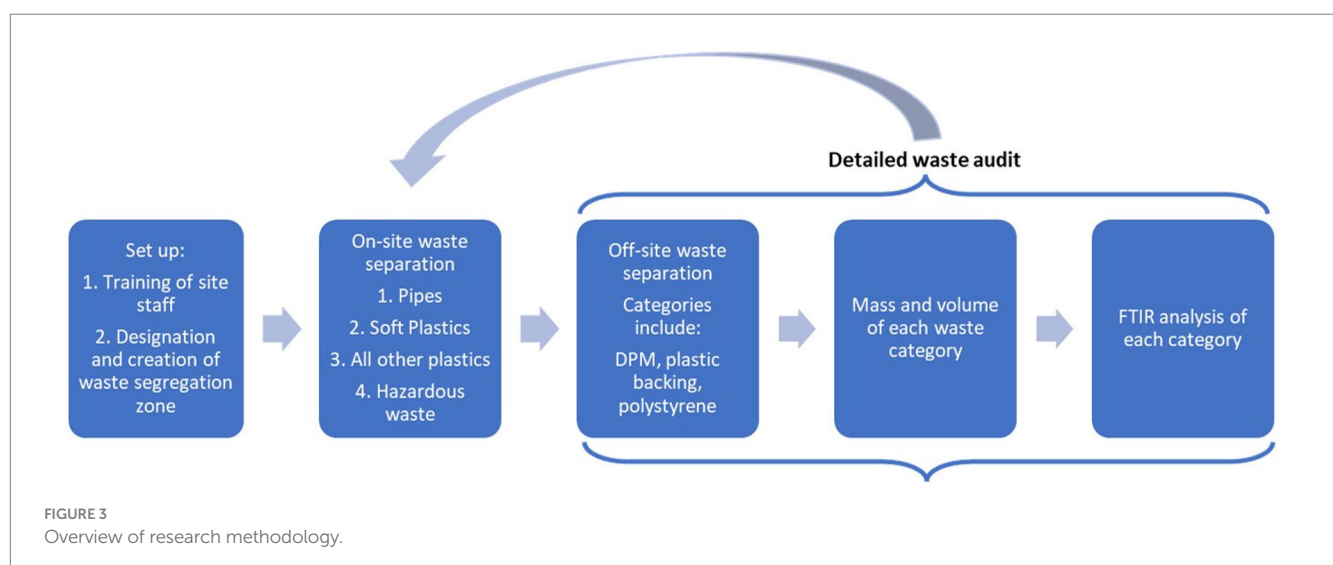 Detailed waste audit
Set up:
1. Training of site
staff
2. Designation
and creation of
waste segregation
zone
On-site waste
separation
1. Pipes
2. Soft Plastics
3. All other plastics
4. Hazardous
waste
Off-site waste
separation
Categories
include:
DPM, plastic
backing,
polystyrene
Mass and volume
of each waste
category
FTIR analysis of
each category
FIGURE 3
Overview of research methodology.